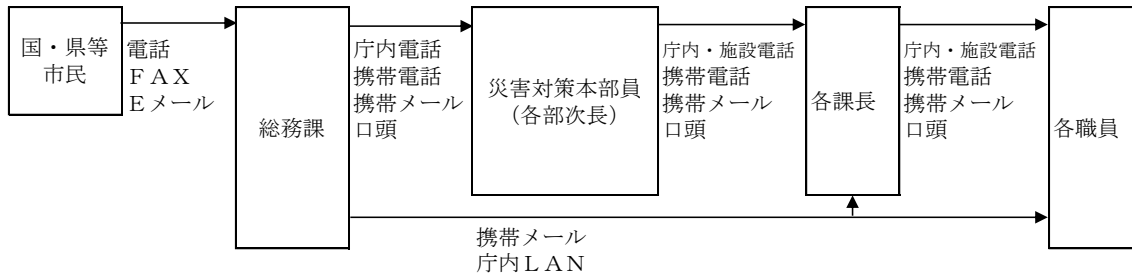 国・県等
市民
電話
ＦＡＸ
Ｅメール
総務課
庁内電話
携帯電話
携帯メール
口頭
災害対策本部員
（各部次長）
庁内・施設電話
携帯電話
携帯メール
口頭
各課長
庁内・施設電話
携帯電話
携帯メール
口頭
各職員
携帯メール
庁内ＬＡＮ